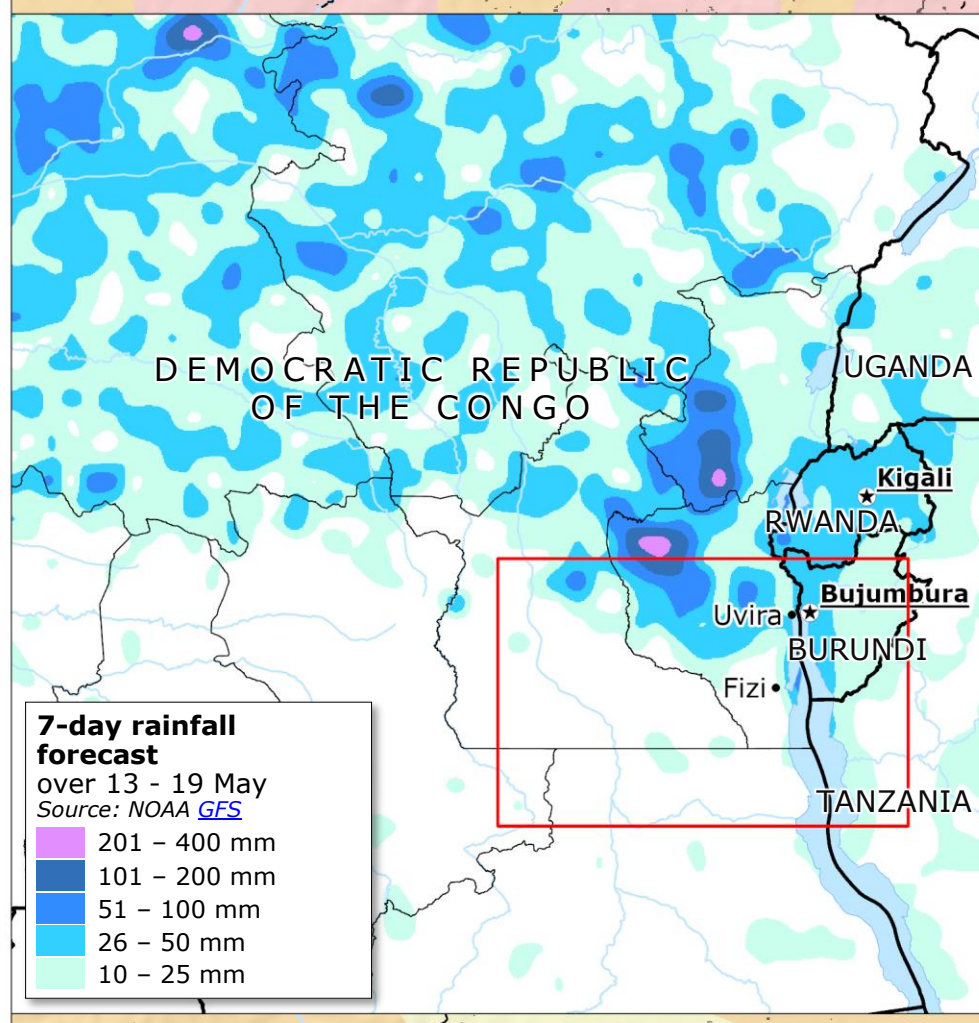 DEMOCRATIC REPUBLIC
OF THE CONGO
UGANDA
Kigali
RWANDA
Bujumbura
Uvira
BURUNDI
Fizi
TANZANIA
7-day rainfall
forecast
over 13 - 19 May
Source: NOAA GFS
201 – 400 mm
101 – 200 mm
51 – 100 mm
26 – 50 mm
10 – 25 mm